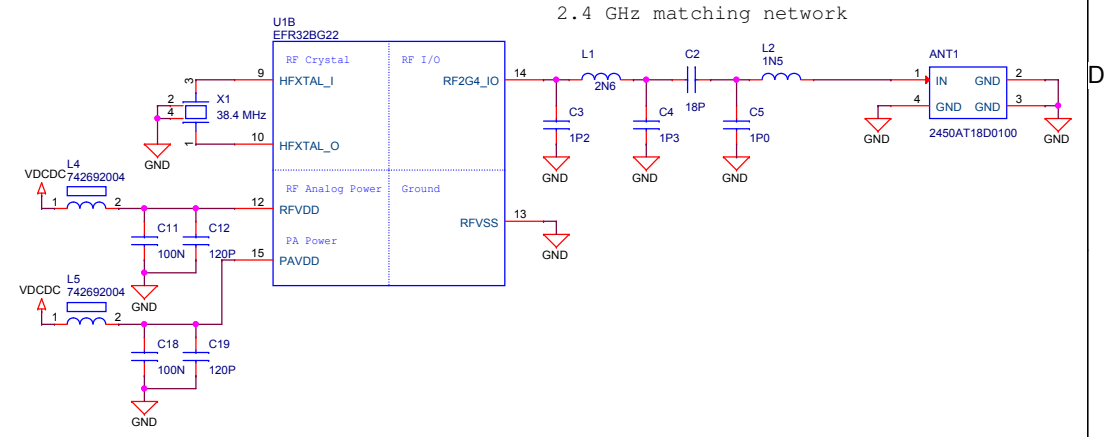 2.4 GHz matching network
U1B
EFR32BG22
RF Crystal
RF I/O
L1
C2
L2
1N5
ANT1
3
9
HFXTAL_I
RF2G4_IO
14
2N6
18P
1
IN
GND
2
D
2
4
X1
38.4 MHz
C3
1P2
C4
1P3
C5
1P0
4
GND
GND
3
2450AT18D0100
1
10
HFXTAL_O
GND
GND
GND
GND
GND
GND
L4
742692004
VDCDC
1
2
RF Analog Power
Ground
12
RFVDD
RFVSS
13
C11
100N
C12
120P
PA Power
15
PAVDD
GND
GND
L5
742692004
VDCDC
1
2
C18
100N
C19
120P
GND